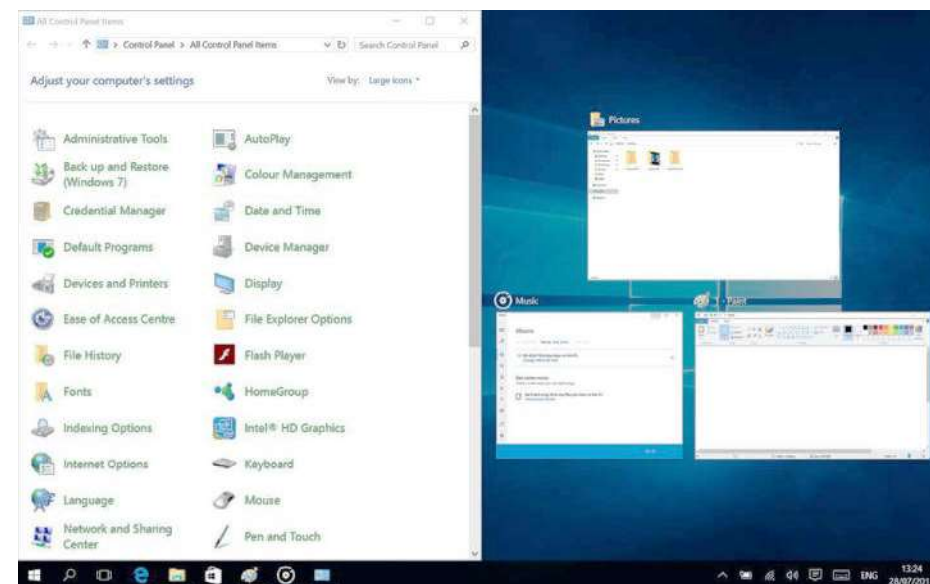 All Control Panel Items
Control Panel > All Control Panel Items
Search Control Panel
Adjust your computer's settings
View by: Large icons
Administrative Tools
AutoPlay
Back up and Restore
(Windows 7)
Colour Management
Credential Manager
Date and Time
Default Programs
Device Manager
Devices and Printers
Display
Ease of Access Centre
File Explorer Options
File History
Flash Player
Fonts
HomeGroup
Indexing Options
Intel® HD Graphics
Internet Options
Keyboard
Language
Mouse
Network and Sharing
Center
Pen and Touch
Pictures
Music
- Paint
Albums
ENG
13:24
28/07/201